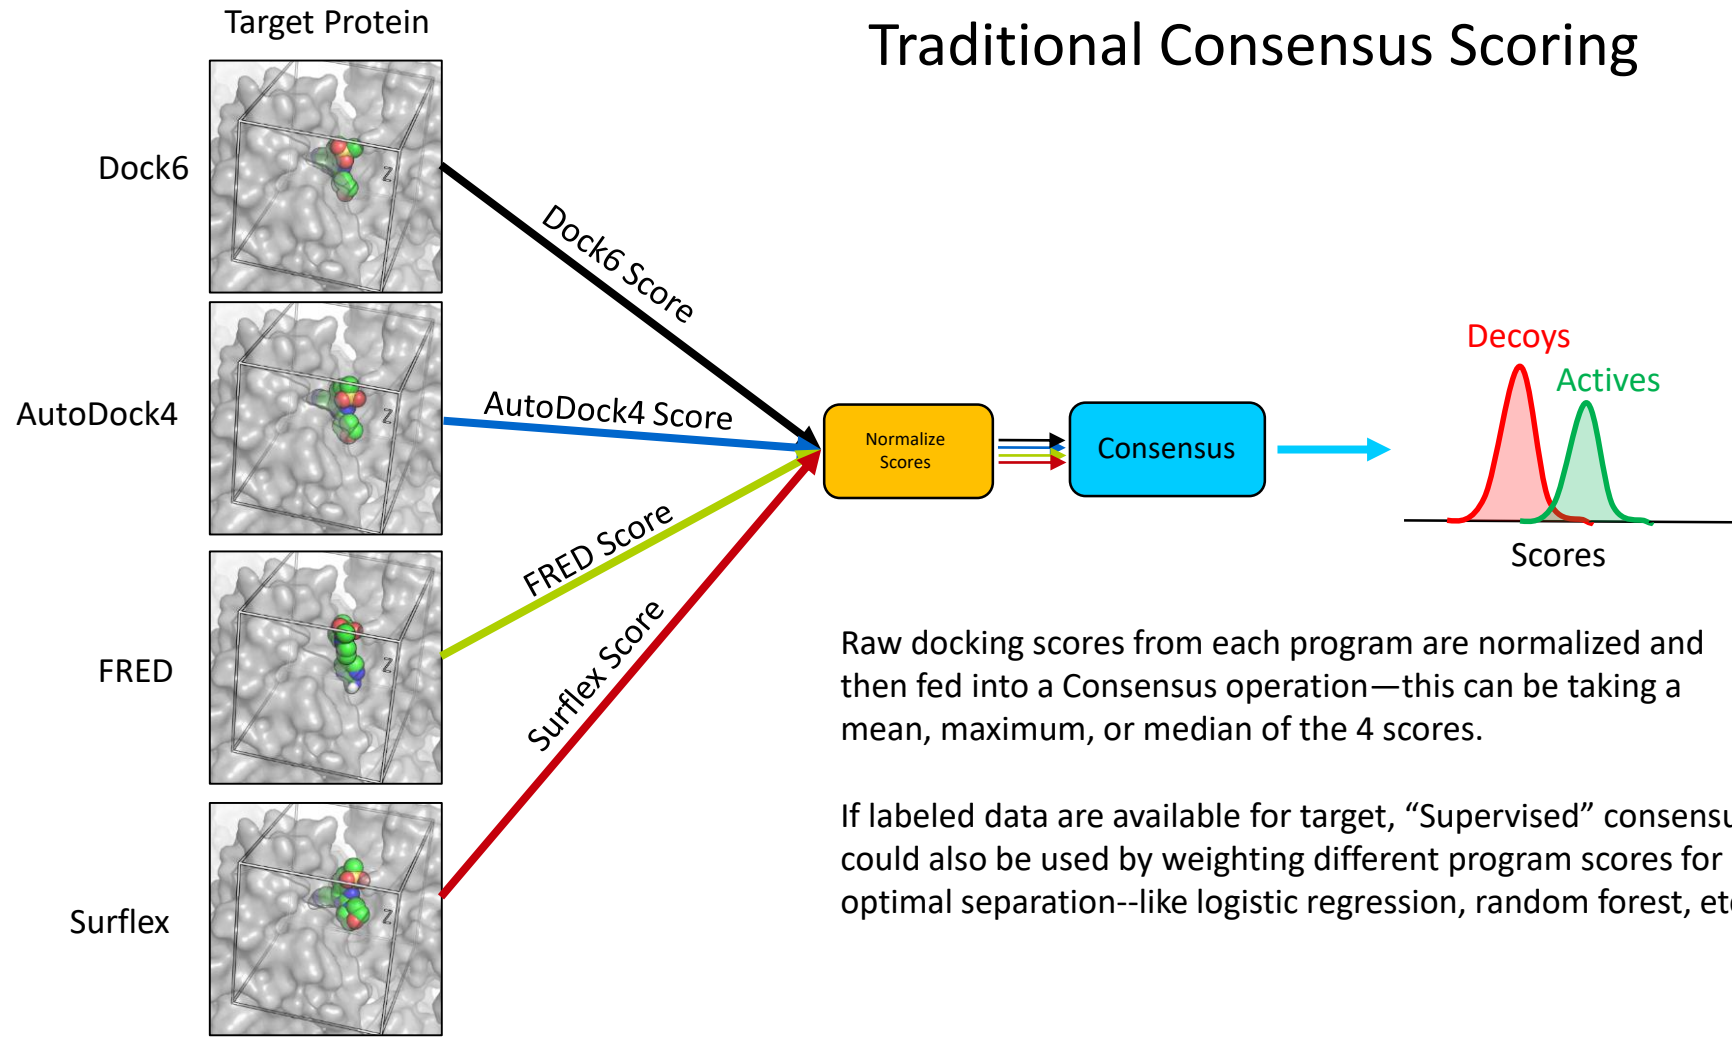 Target Protein
Traditional Consensus Scoring
Dock6
Z
Dock6 Score
AutoDock4
Z
AutoDock4 Score
FRED
Z
FRED Score
Surflex
Z
Surflex Score
Normalize
Scores
Consensus
Decoys
Actives
Scores
Raw docking scores from each program are normalized and
then fed into a Consensus operation—this can be taking a
mean, maximum, or median of the 4 scores.
If labeled data are available for target, “Supervised” consensu
could also be used by weighting different program scores for
optimal separation--like logistic regression, random forest, etc